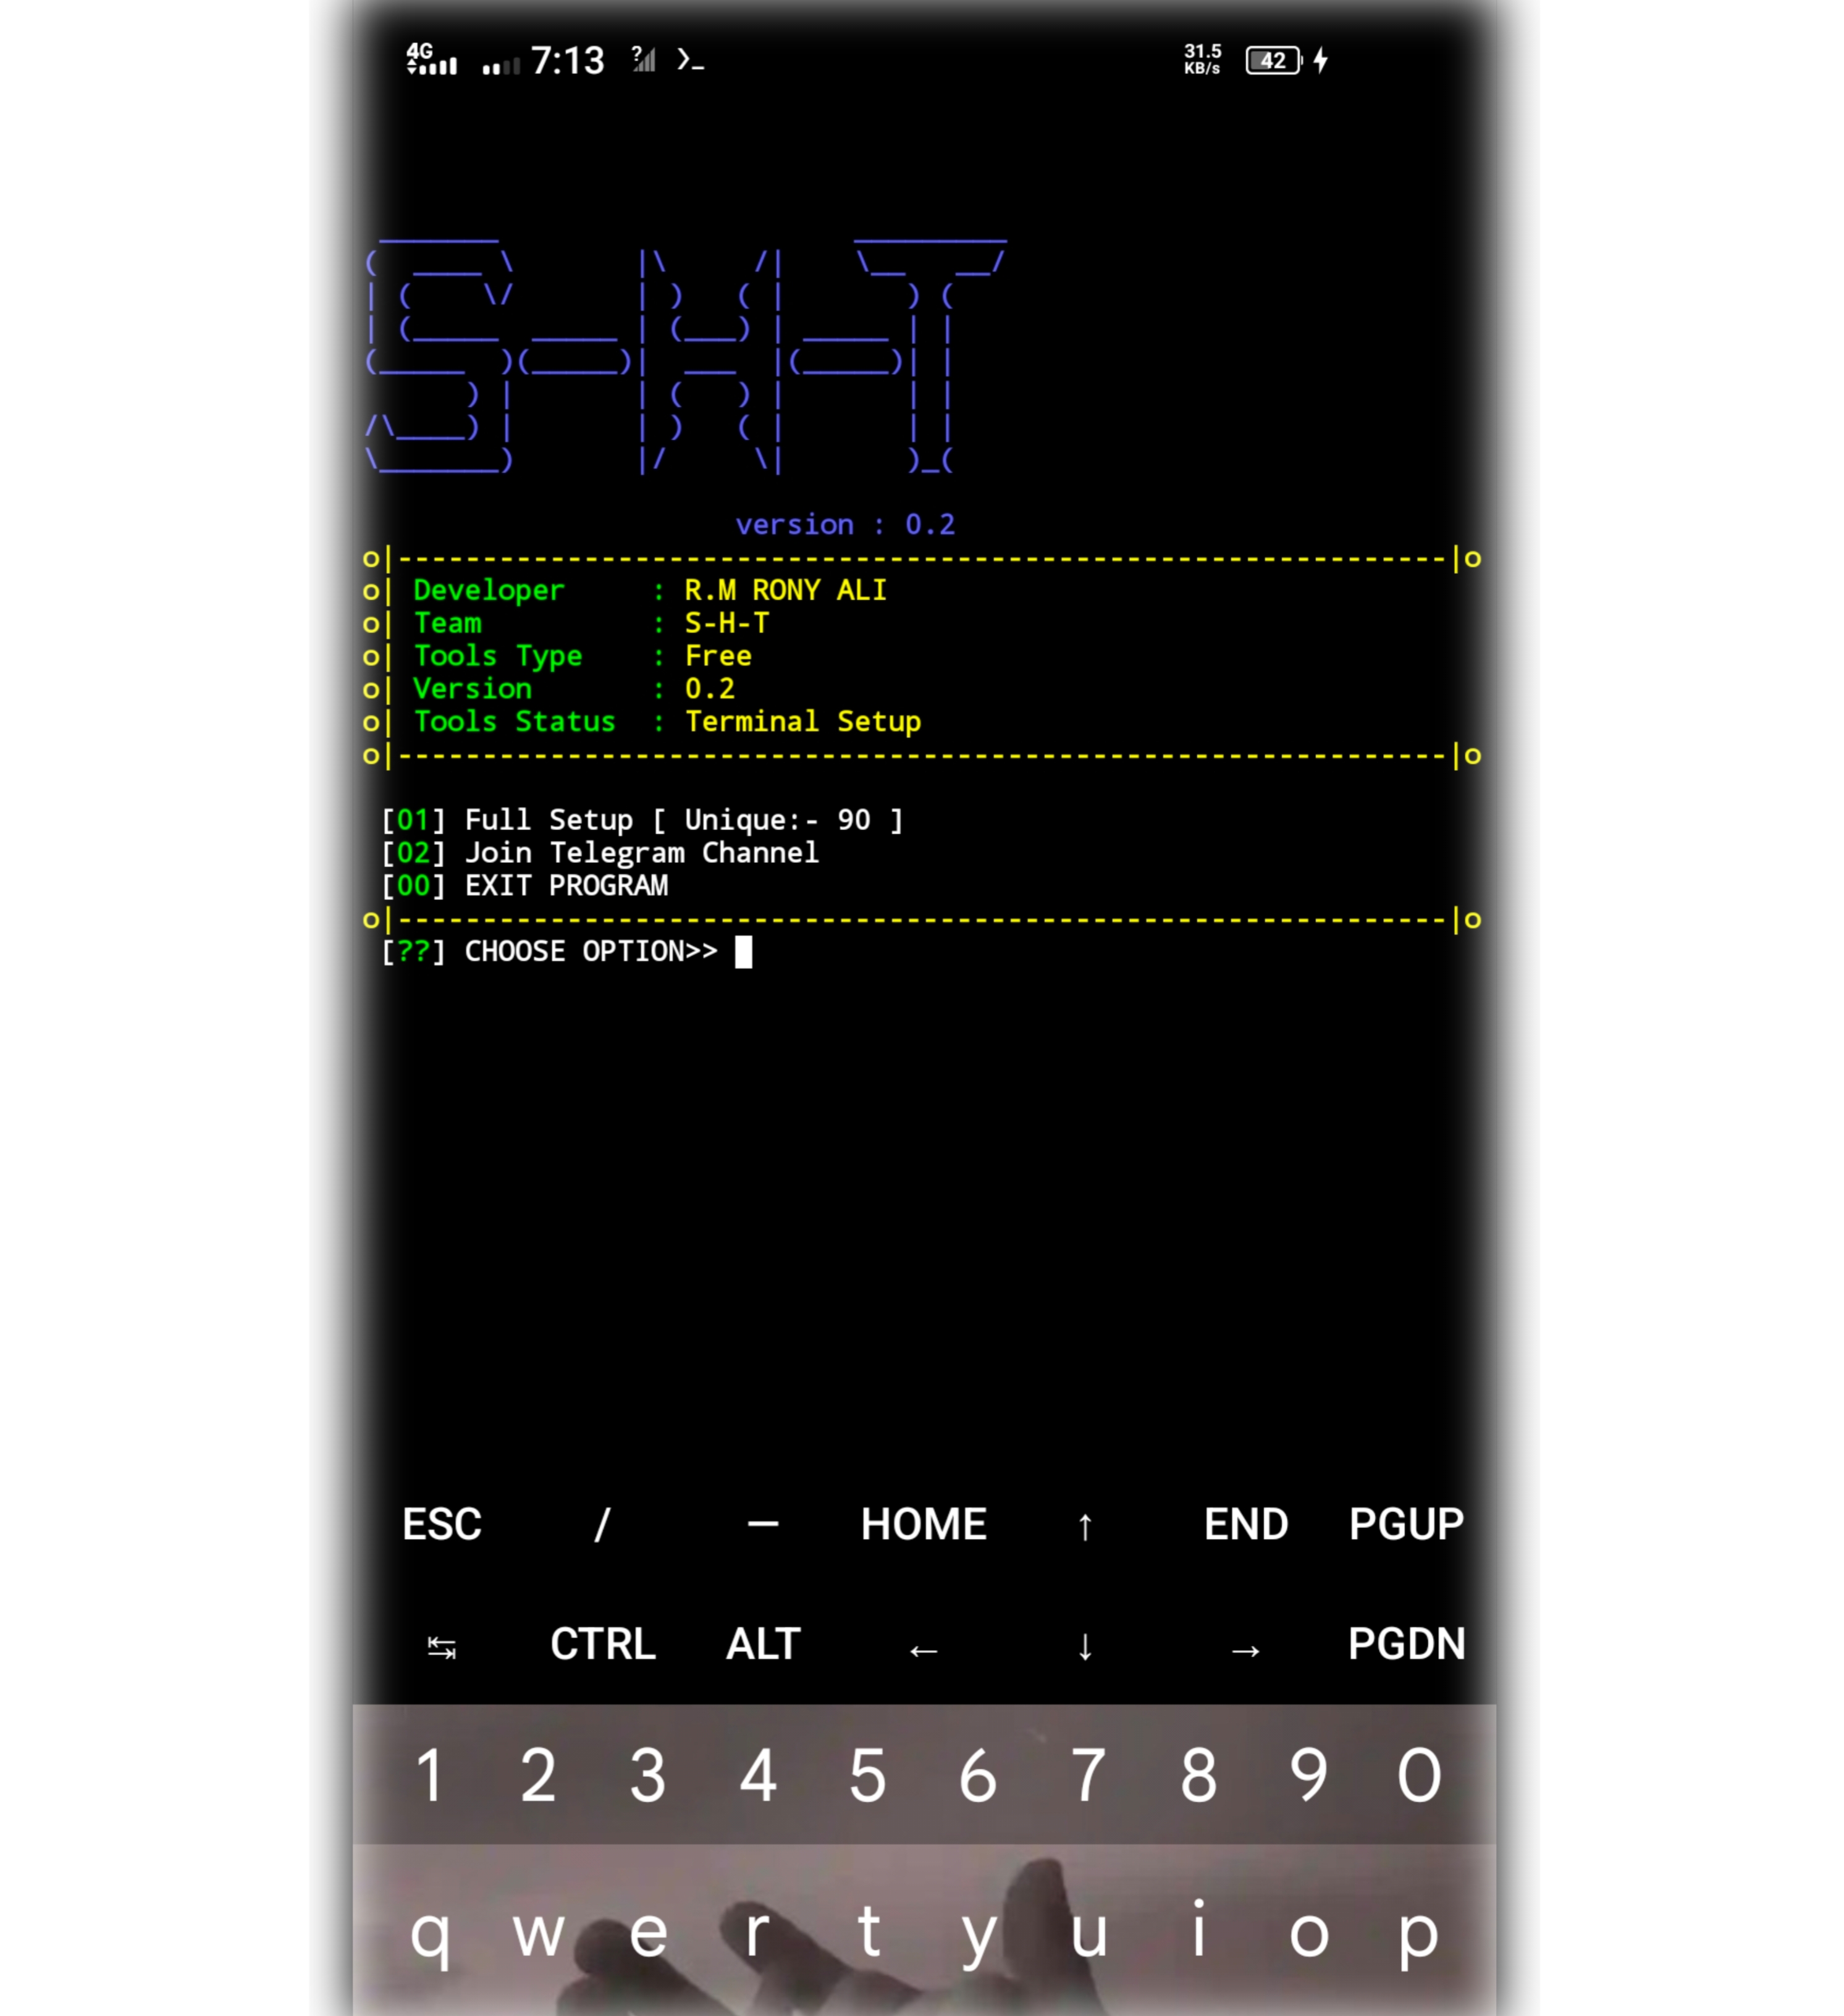 4G 7:13 ? 31.5 KB/s 42
S-H-T
version : 0.2
o|--------------------------------------------------------------|o
o| Developer : R.M RONY ALI
o| Team : S-H-T
o| Tools Type : Free
o| Version : 0.2
o| Tools Status : Terminal Setup
o|--------------------------------------------------------------|o
[01] Full Setup [ Unique:- 90 ]
[02] Join Telegram Channel
[00] EXIT PROGRAM
o|--------------------------------------------------------------|o
[??] CHOOSE OPTION>>
ESC / — HOME ↑ END PGUP
↹ CTRL ALT ← ↓ → PGDN
1 2 3 4 5 6 7 8 9 0
q w e r t y u i o p